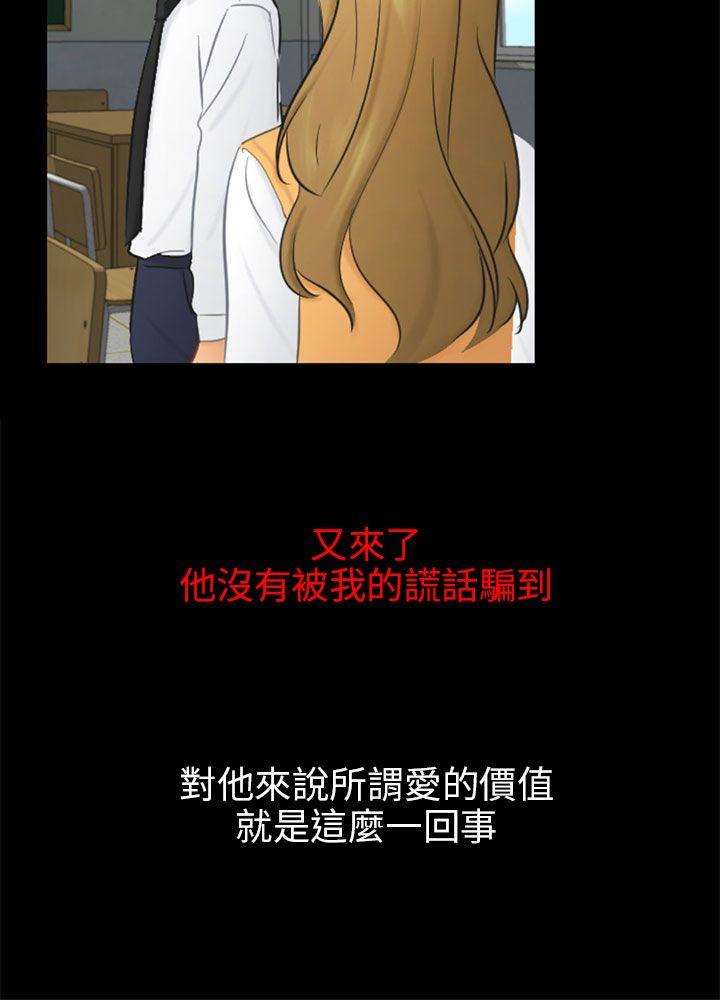 又來了
他沒有被我的謊話騙到
對他來說所謂愛的價值
就是這麼一回事